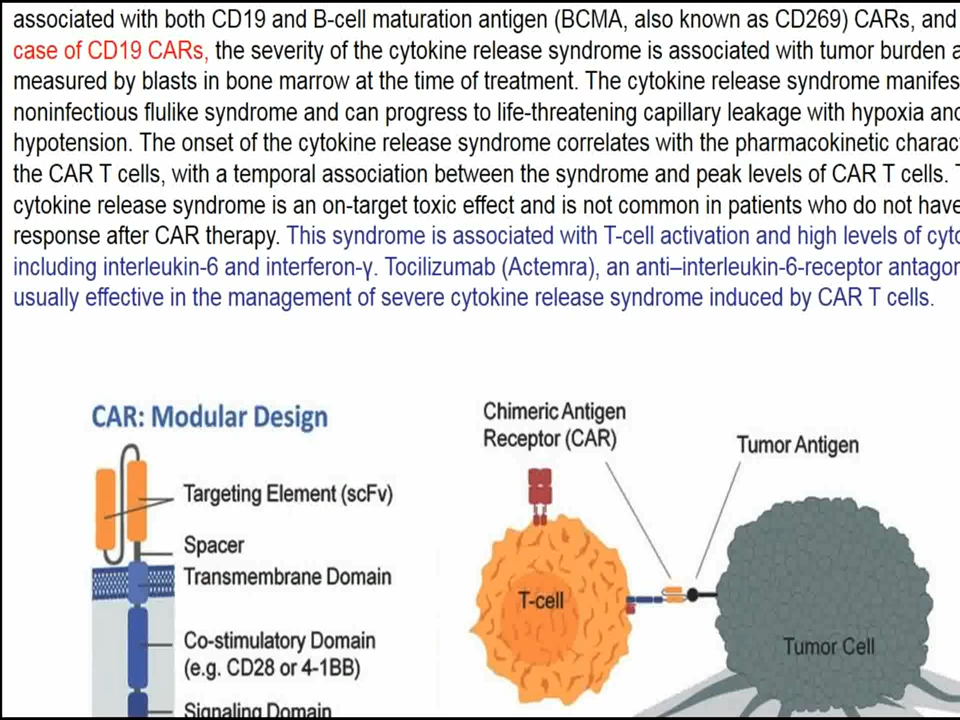 associated with both CD19 and B-cell maturation antigen (BCMA, also known as CD269) CARs, and
case of CD19 CARs, the severity of the cytokine release syndrome is associated with tumor burden a
measured by blasts in bone marrow at the time of treatment. The cytokine release syndrome manifes
noninfectious flulike syndrome and can progress to life-threatening capillary leakage with hypoxia and
hypotension. The onset of the cytokine release syndrome correlates with the pharmacokinetic charac
the CAR T cells, with a temporal association between the syndrome and peak levels of CAR T cells. T
cytokine release syndrome is an on-target toxic effect and is not common in patients who do not have
response after CAR therapy. This syndrome is associated with T-cell activation and high levels of cyto
including interleukin-6 and interferon-γ. Tocilizumab (Actemra), an anti–interleukin-6-receptor antagon
usually effective in the management of severe cytokine release syndrome induced by CAR T cells.
CAR: Modular Design
Targeting Element (scFv)
Spacer
Transmembrane Domain
Co-stimulatory Domain
(e.g. CD28 or 4-1BB)
Signaling Domain
Chimeric Antigen
Receptor (CAR)
Tumor Antigen
T-cell
Tumor Cell